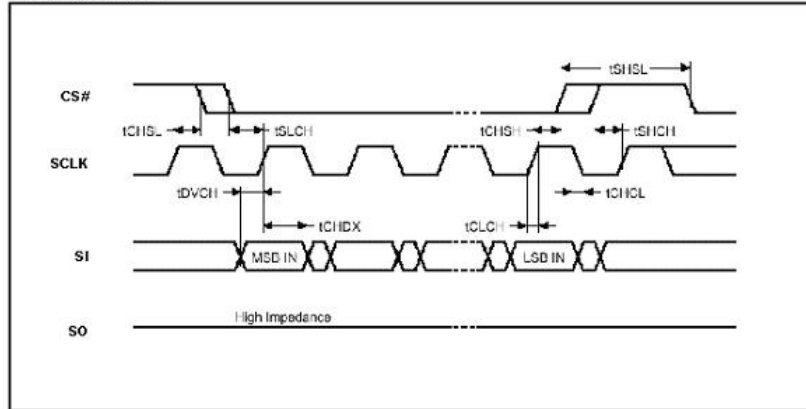 tSHSL
CS#
tCHSL
tSLCH
tCHSH
tSHCH
SCLK
tDVCH
tCHDX
tCLCH
tCHCL
SI
MSB IN
LSB IN
High Impedance
SO